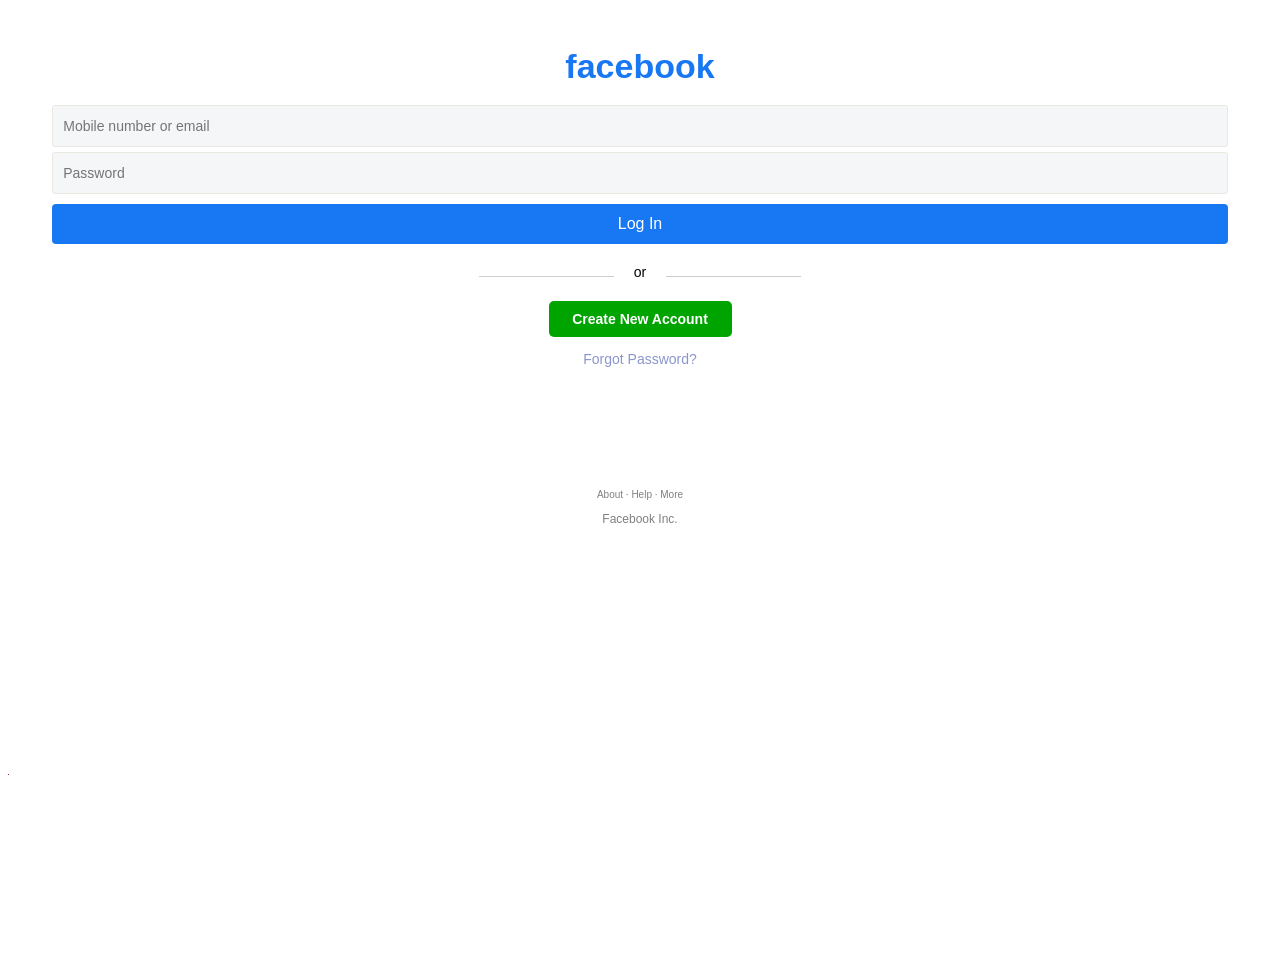 facebook
Mobile number or email
Password
Log In
or
Create New Account
Forgot Password?
About · Help · More
Facebook Inc.
.